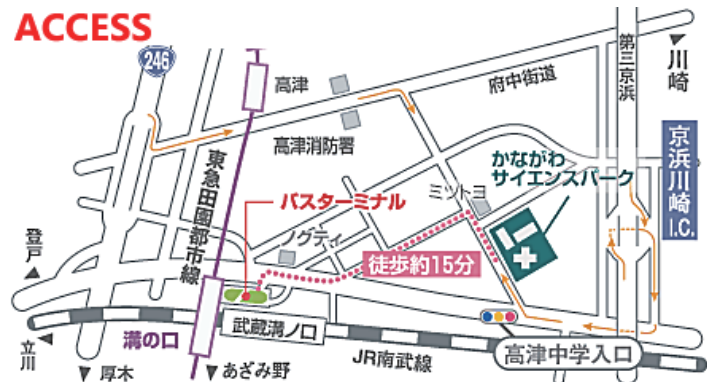 ACCESS
246
高津
府中街道
第三京浜
川崎
高津消防署
東急田園都市線
かながわ
サイエンスパーク
京浜川崎
I.C.
ミツトヨ
バスターミナル
登戸
ノグティ
徒歩約15分
溝の口
武蔵溝ノ口
立川
厚木
あざみ野
JR南武線
高津中学入口